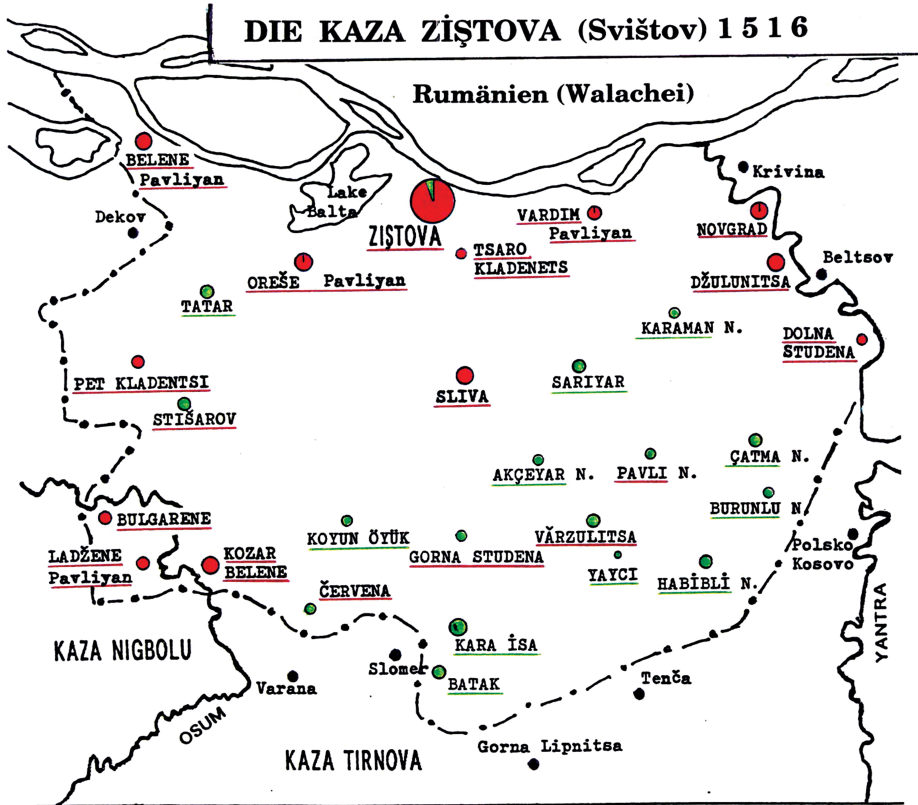 DIE KAZA ZİŞTOVA (Svištov) 1516
Rumänien (Walachei)
BELENE
Pavliyan
Lake
Balta
Krivina
Dekov
ZIŞTOVA
VARDIM
Pavliyan
NOVGRAD
TSARO
KLADENETS
OREŠE Pavliyan
DŽULUNITSA
Beltsov
TATAR
KARAMAN N.
DOLNA
STUDENA
PET KLADENTSI
SLIVA
SARIYAR
STIŠAROV
AKÇEYAR N.
PAVLI N.
ÇATMA N.
BURUNLU N.
BULGARENE
KOYUN ÖYÜK
GORNA STUDENA
VĂRZULITSA
Polsko
Kosovo
LADŽENE
Pavliyan
KOZAR
BELENE
YAYCI
HABİBLİ N.
ČERVENA
KAZA NIGBOLU
KARA İSA
YANTRA
Slomer
Varana
BATAK
Tenča
OSUM
KAZA TIRNOVA
Gorna Lipnitsa